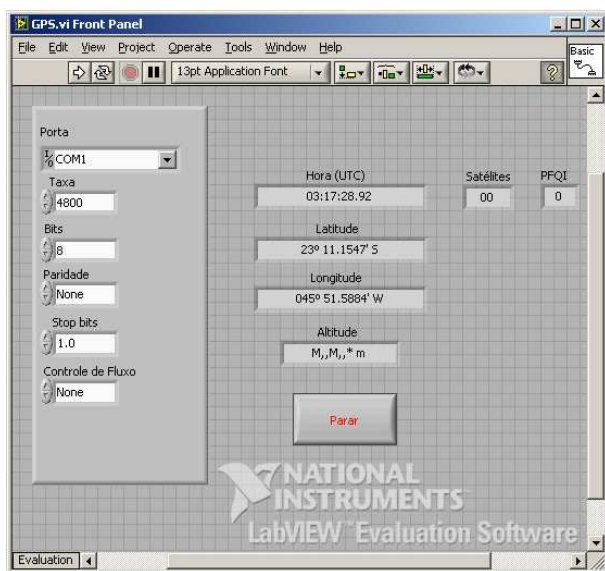 GPS.vi Front Panel
File Edit View Project Operate Tools Window Help
13pt Application Font
Basic
Porta
I/O COM1
Taxa
4800
Bits
8
Paridade
None
Stop bits
1.0
Controle de Fluxo
None
Hora (UTC)
03:17:28.92
Satélites
00
PFQI
0
Latitude
23º 11.1547' S
Longitude
045º 51.5884' W
Altitude
M,,M,,* m
Parar
NATIONAL
INSTRUMENTS
LabVIEW™ Evaluation Software
Evaluation